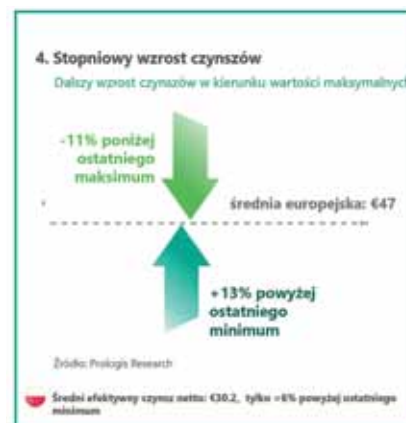 4. Stopniowy wzrost czynszów
Dalszy wzrost czynszów w kierunku wartości maksymalnych
-11% poniżej
ostatniego
maksimum
średnia europejska: €47
+13% powyżej
ostatniego
minimum
Źródło: Prologis Research
Średni efektywny czynsz netto: €30.2, tylko +6% powyżej ostatniego
minimum